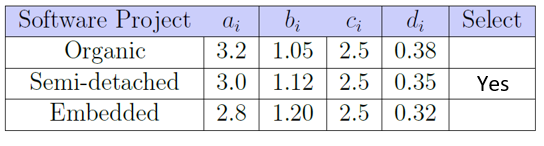 Software Project a_i b_i c_i d_i Select
Organic 3.2 1.05 2.5 0.38
Semi-detached 3.0 1.12 2.5 0.35 Yes
Embedded 2.8 1.20 2.5 0.32